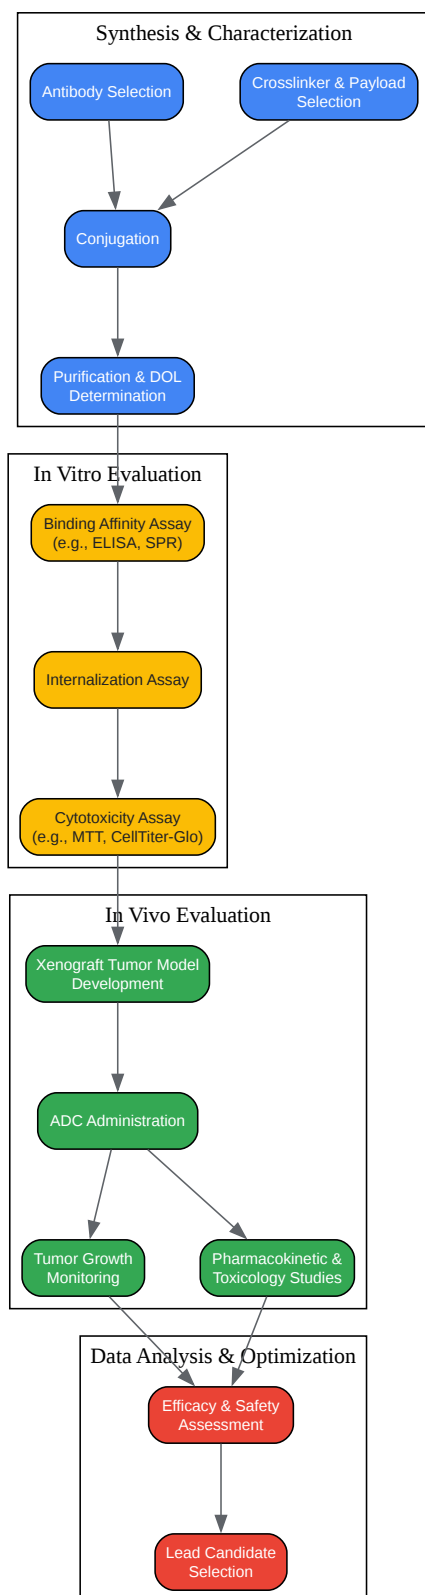 Synthesis & Characterization
Antibody Selection
Crosslinker & Payload
Selection
Conjugation
Purification & DOL
Determination
In Vitro Evaluation
Binding Affinity Assay
(e.g., ELISA, SPR)
Internalization Assay
Cytotoxicity Assay
(e.g., MTT, CellTiter-Glo)
In Vivo Evaluation
Xenograft Tumor Model
Development
ADC Administration
Tumor Growth
Monitoring
Pharmacokinetic &
Toxicology Studies
Data Analysis & Optimization
Efficacy & Safety
Assessment
Lead Candidate
Selection